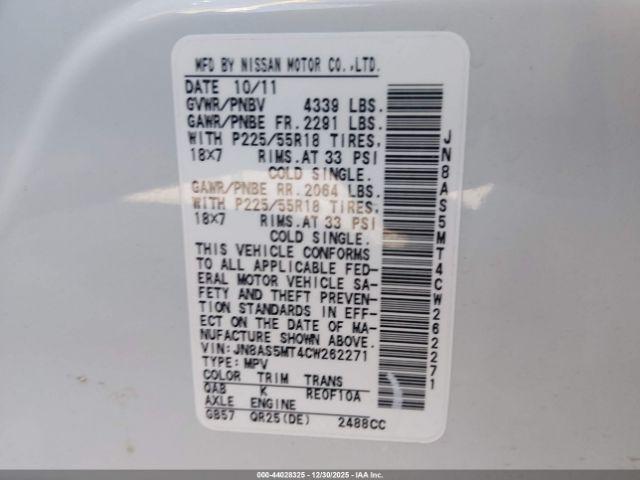 MFD BY NISSAN MOTOR CO.,LTD.
DATE 10/11
GVWR/PNBV 4339 LBS.
GAWR/PNBE FR. 2291 LBS.
WITH P225/55R18 TIRES,
18X7 RIMS.AT 33 PSI
COLD SINGLE.
GAWR/PNBE RR. 2064 LBS.
WITH P225/55R18 TIRES,
18X7 RIMS.AT 33 PSI
COLD SINGLE.
THIS VEHICLE CONFORMS
TO ALL APPLICABLE FED-
ERAL MOTOR VEHICLE SA-
FETY AND THEFT PREVEN-
TION STANDARDS IN EFF-
ECT ON THE DATE OF MA-
NUFACTURE SHOWN ABOVE.
VIN: JN8AS5MT4CW262271
TYPE: MPV
COLOR TRIM TRANS
QAB K RE0F10A
AXLE ENGINE
GB57 QR25(DE) 2488CC
JN8AS5MT4CW262271
000-44028325 - 12/30/2025 - CANADA